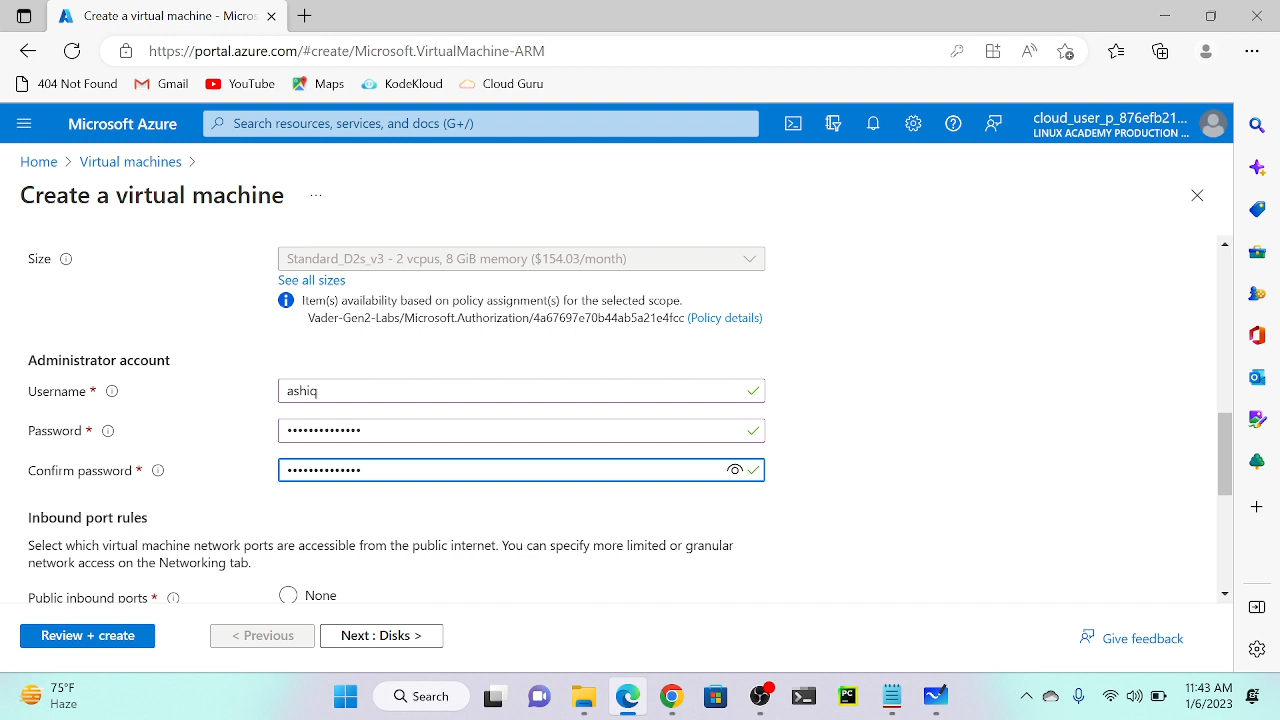 Create a virtual machine - Micros
https://portal.azure.com/#create/Microsoft.VirtualMachine-ARM
404 Not Found
Gmail
YouTube
Maps
KodeKloud
Cloud Guru
Microsoft Azure
Search resources, services, and docs (G+/)
cloud_user_p_876efb21...
LINUX ACADEMY PRODUCTION ...
Home > Virtual machines >
Create a virtual machine ...
Size
Standard_D2s_v3 - 2 vcpus, 8 GiB memory ($154.03/month)
See all sizes
Item(s) availability based on policy assignment(s) for the selected scope.
Vader-Gen2-Labs/Microsoft.Authorization/4a67697e70b44ab5a21e4fcc (Policy details)
Administrator account
Username *
ashiq
Password *
••••••••••••••
Confirm password *
••••••••••••••
Inbound port rules
Select which virtual machine network ports are accessible from the public internet. You can specify more limited or granular
network access on the Networking tab.
Public inbound ports *
None
Review + create
< Previous
Next : Disks >
Give feedback
75°F
Haze
Search
PC
11:43 AM
1/6/2023